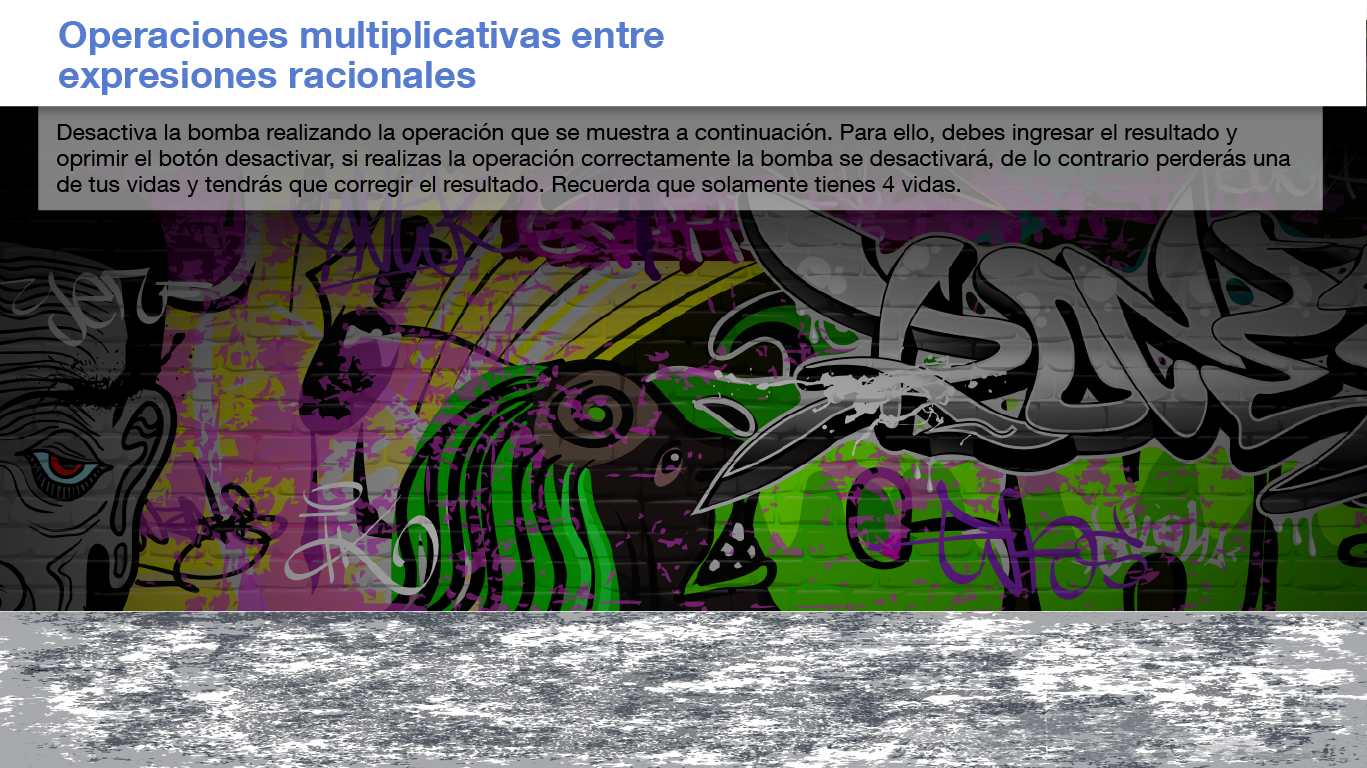 Operaciones multiplicativas entre
expresiones racionales
Desactiva la bomba realizando la operación que se muestra a continuación. Para ello, debes ingresar el resultado y
oprimir el botón desactivar, si realizas la operación correctamente la bomba se desactivará, de lo contrario perderás una
de tus vidas y tendrás que corregir el resultado. Recuerda que solamente tienes 4 vidas.